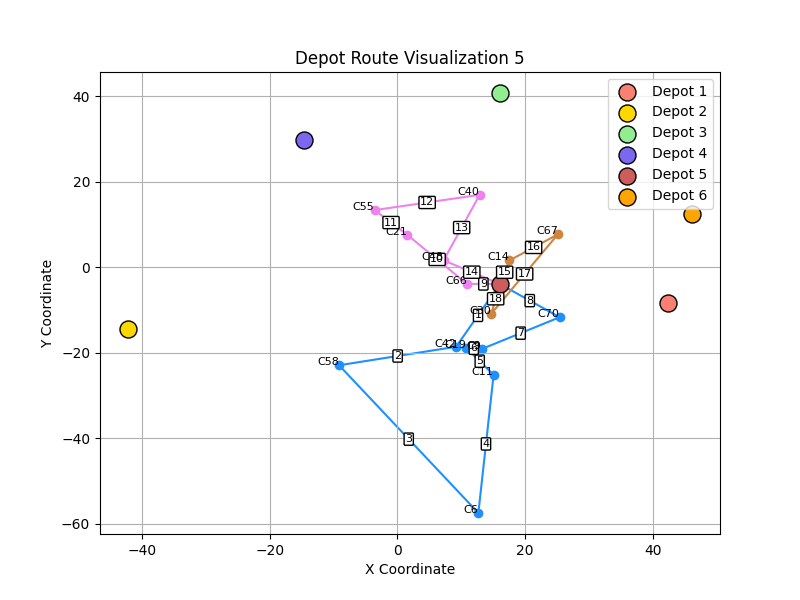 Depot Route Visualization 5
Depot 1
Depot 2
Depot 3
Depot 4
Depot 5
Depot 6
Y Coordinate
40
20
0
−20
−40
−60
−40
−20
0
20
40
X Coordinate
C40
C55
12
11
C21
13
C67
16
C14
10
14
15
17
C66
9
18
8
C30
1
C70
7
C42
2
C58
5
C11
3
4
C6